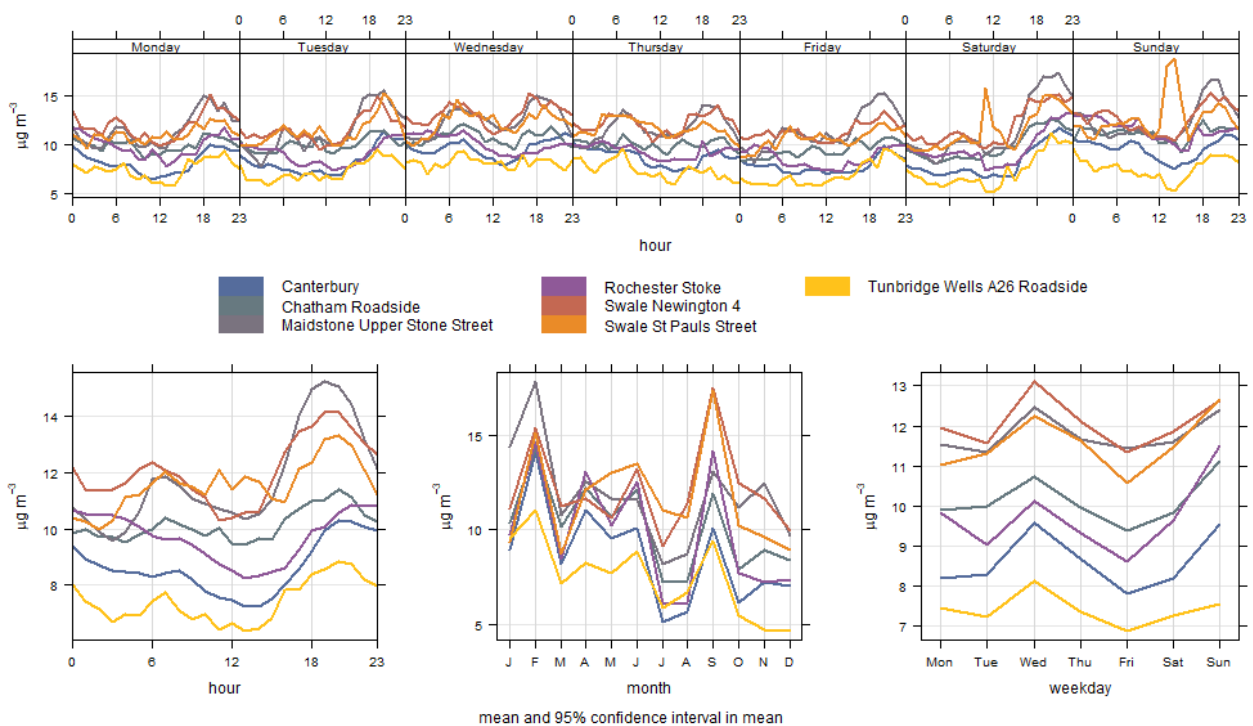 0 6 12 18 23 0 6 12 18 23 0 6 12 18 23
Monday Tuesday Wednesday Thursday Friday Saturday Sunday
15
10
5
µg m⁻³
0 6 12 18 23 0 6 12 18 23 0 6 12 18 23 0 6 12 18 23
hour
Canterbury
Chatham Roadside
Maidstone Upper Stone Street
Rochester Stoke
Swale Newington 4
Swale St Pauls Street
Tunbridge Wells A26 Roadside
14
12
10
8
µg m⁻³
0 6 12 18 23
hour
15
10
5
µg m⁻³
J F M A M J J A S O N D
month
13
12
11
10
9
8
7
µg m⁻³
Mon Tue Wed Thu Fri Sat Sun
weekday
mean and 95% confidence interval in mean